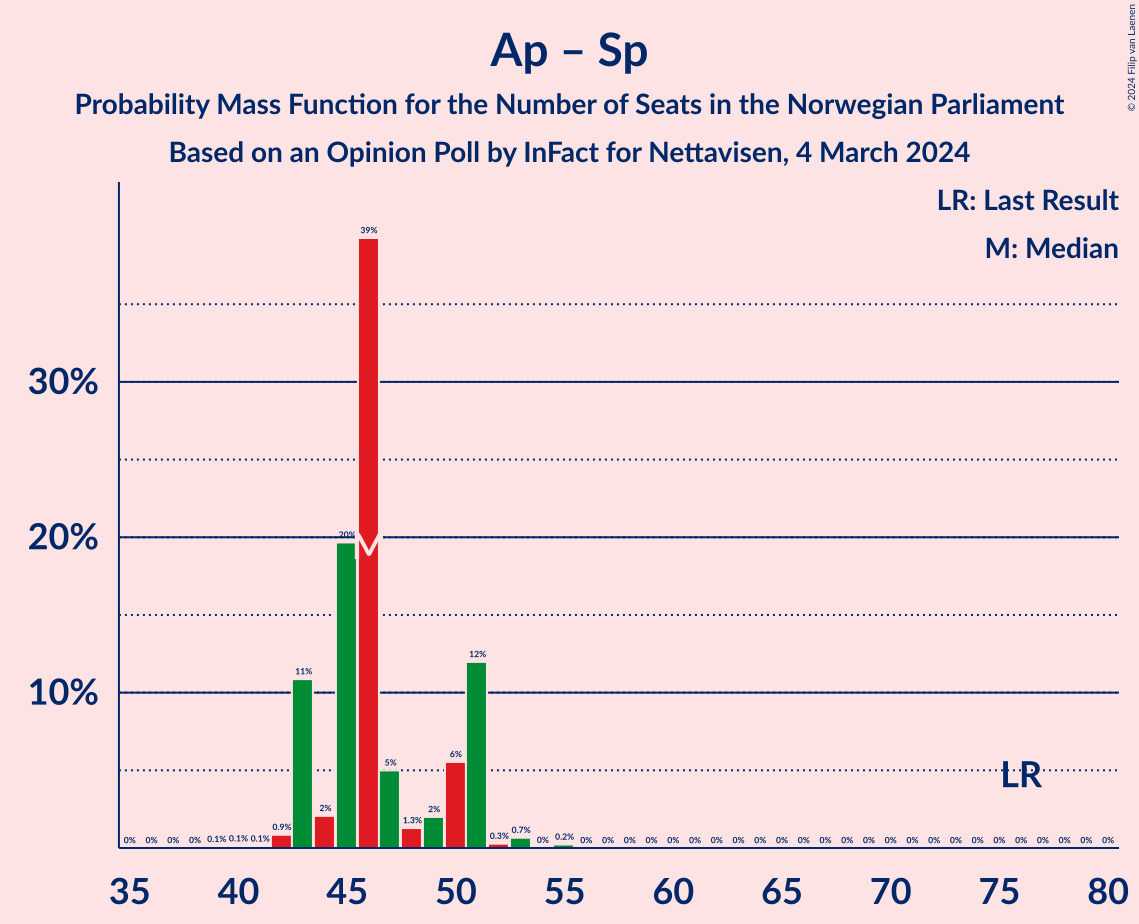 Ap – Sp
Probability Mass Function for the Number of Seats in the Norwegian Parliament
Based on an Opinion Poll by InFact for Nettavisen, 4 March 2024
© 2024 Filip van Laenen
LR: Last Result
M: Median
30%
20%
10%
0% 0% 0% 0% 0.1% 0.1% 0.1% 0.9% 11% 2% 20% 39% 5% 1.3% 2% 6% 12% 0.3% 0.7% 0% 0.2% 0% 0% 0% 0% 0% 0% 0% 0% 0% 0% 0% 0% 0% 0% 0% 0% 0% 0% 0% 0% 0% 0% 0% 0% 0%
M
LR
35 40 45 50 55 60 65 70 75 80